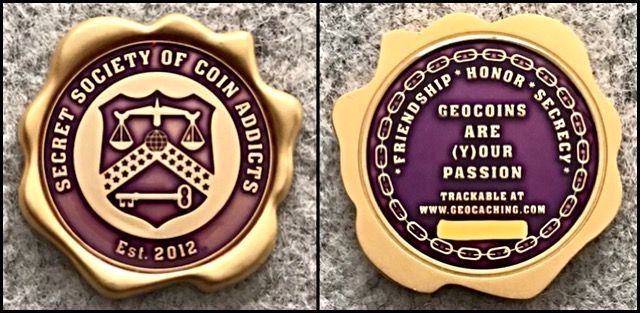 SECRET SOCIETY OF COIN ADDICTS
Est. 2012
*FRIENDSHIP * HONOR * SECRECY*
GEOCOINS
ARE
(Y)OUR
PASSION
TRACKABLE AT
WWW.GEOCACHING.COM